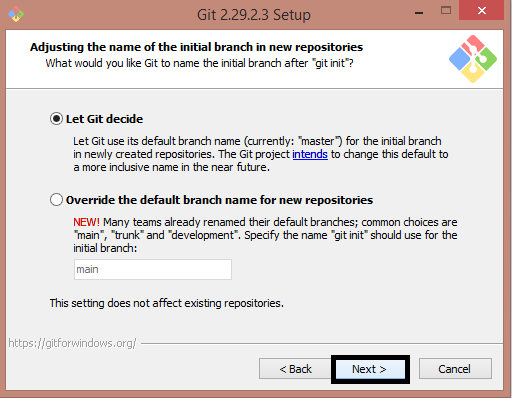 Git 2.29.2.3 Setup
Adjusting the name of the initial branch in new repositories
What would you like Git to name the initial branch after "git init"?
Let Git decide
Let Git use its default branch name (currently: "master") for the initial branch
in newly created repositories. The Git project intends to change this default to
a more inclusive name in the near future.
Override the default branch name for new repositories
NEW! Many teams already renamed their default branches; common choices are
"main", "trunk" and "development". Specify the name "git init" should use for the
initial branch:
main
This setting does not affect existing repositories.
https://gitforwindows.org/
< Back
Next >
Cancel